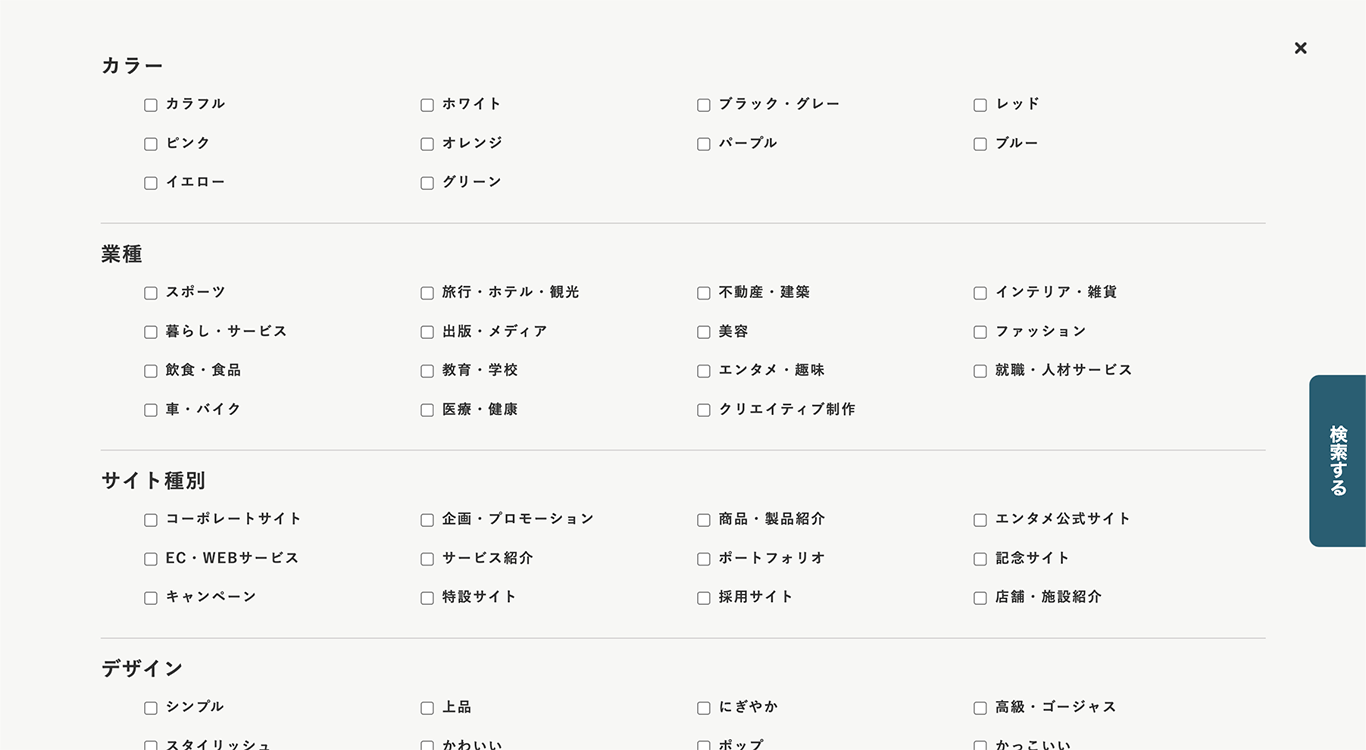 カラー
カラフル ホワイト ブラック・グレー レッド
ピンク オレンジ パープル ブルー
イエロー グリーン
業種
スポーツ 旅行・ホテル・観光 不動産・建築 インテリア・雑貨
暮らし・サービス 出版・メディア 美容 ファッション
飲食・食品 教育・学校 エンタメ・趣味 就職・人材サービス
車・バイク 医療・健康 クリエイティブ制作
検索する
サイト種別
コーポレートサイト 企画・プロモーション 商品・製品紹介 エンタメ公式サイト
EC・WEBサービス サービス紹介 ポートフォリオ 記念サイト
キャンペーン 特設サイト 採用サイト 店舗・施設紹介
デザイン
シンプル 上品 にぎやか 高級・ゴージャス
スタイリッシュ かわいい ポップ かっこいい